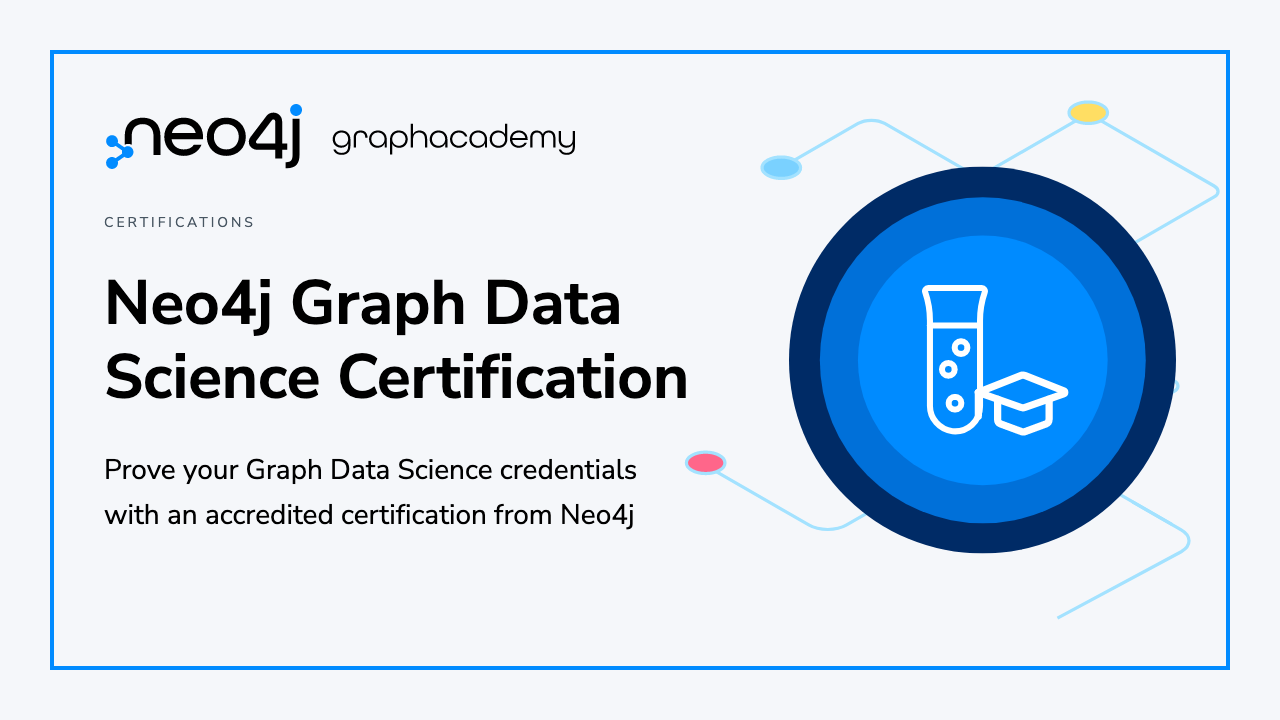 neo4j graphacademy
CERTIFICATIONS
Neo4j Graph Data
Science Certification
Prove your Graph Data Science credentials
with an accredited certification from Neo4j